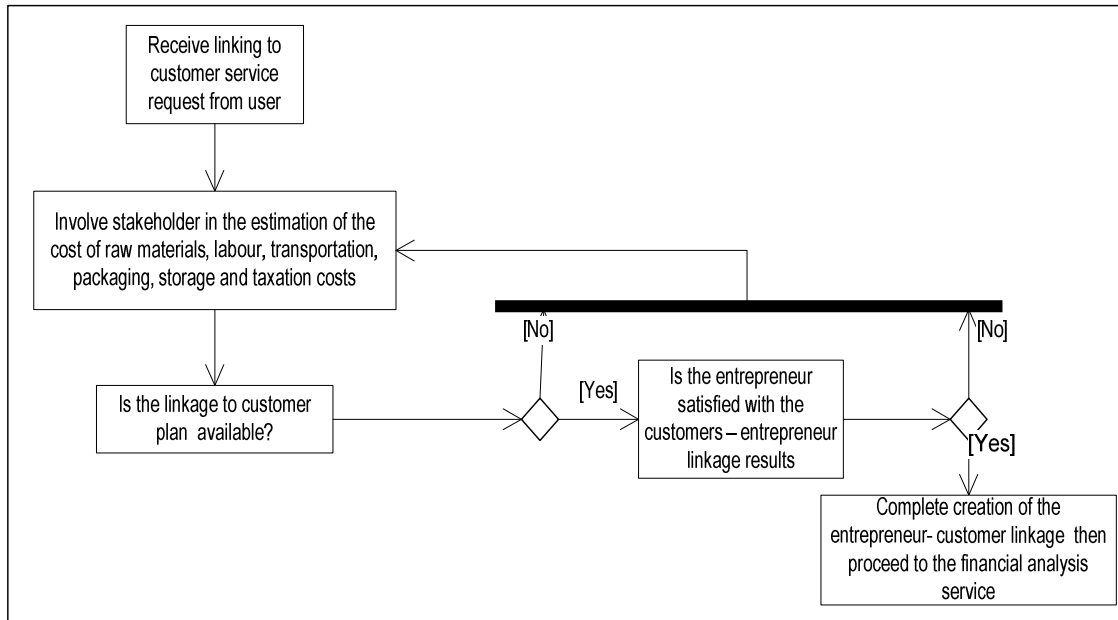 Receive linking to
customer service
request from user
Involve stakeholder in the estimation of the
cost of raw materials, labour, transportation,
packaging, storage and taxation costs
Is the linkage to customer
plan available?
[No]
[Yes]
Is the entrepreneur
satisfied with the
customers – entrepreneur
linkage results
[No]
[Yes]
Complete creation of the
entrepreneur- customer linkage then
proceed to the financial analysis
service